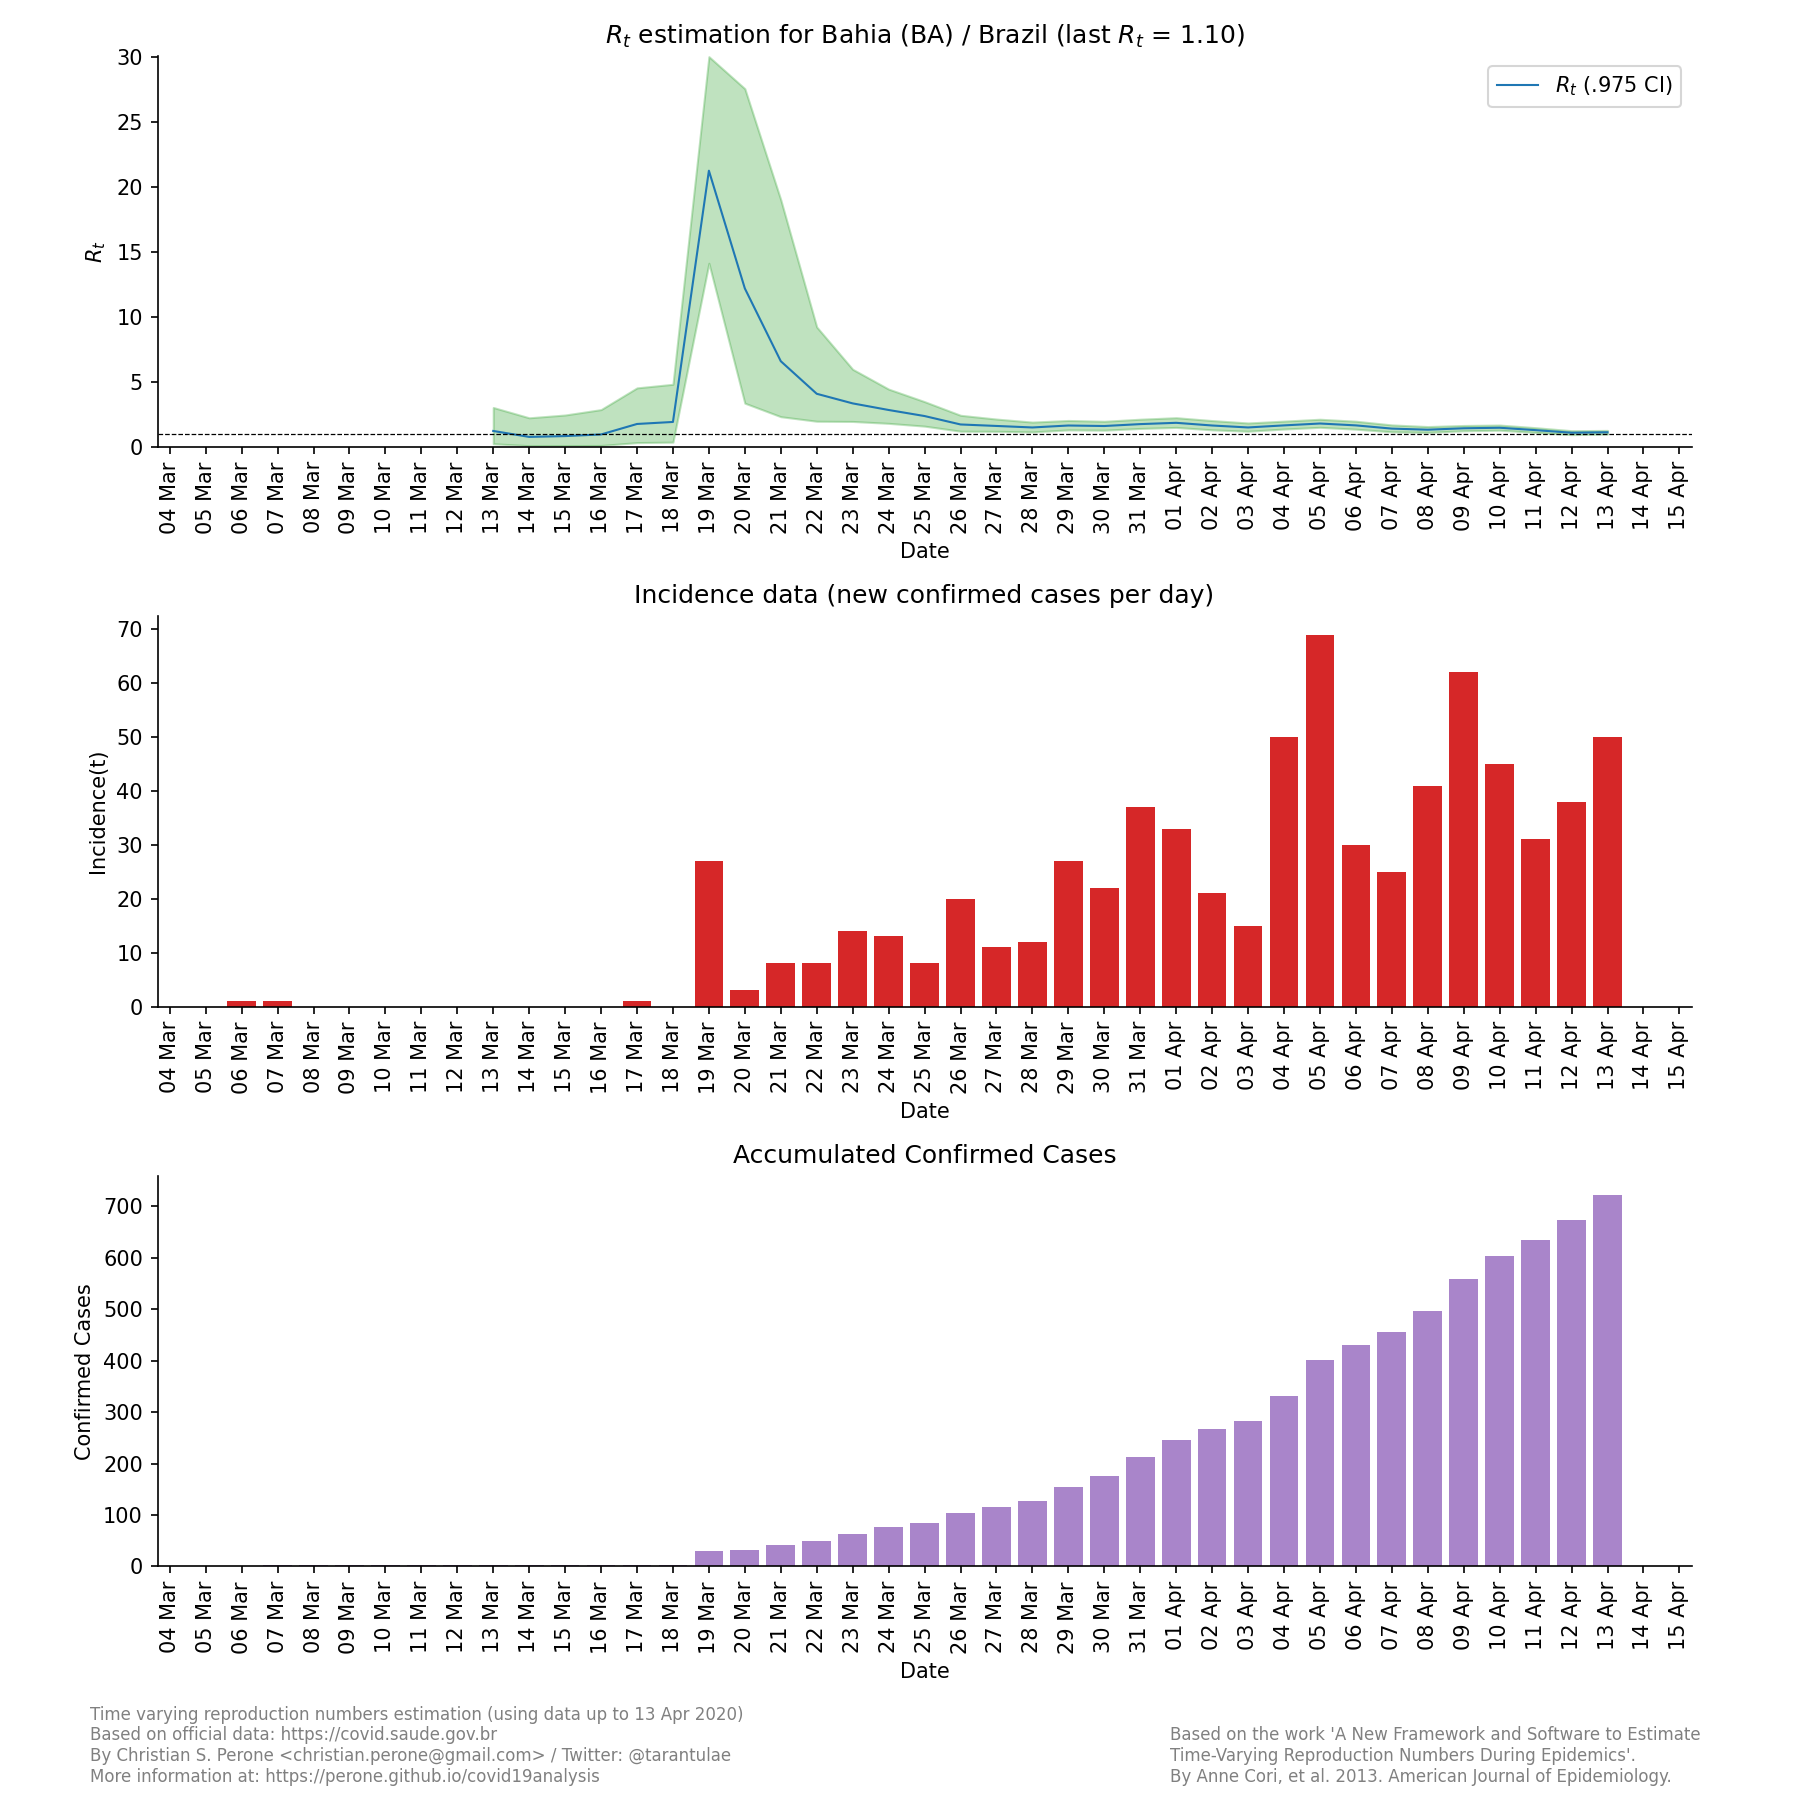 Rt estimation for Bahia (BA) / Brazil (last Rt = 1.10)
Rt (.975 CI)
30
25
20
15
10
5
0
Rt
04 Mar 05 Mar 06 Mar 07 Mar 08 Mar 09 Mar 10 Mar 11 Mar 12 Mar 13 Mar 14 Mar 15 Mar 16 Mar 17 Mar 18 Mar 19 Mar 20 Mar 21 Mar 22 Mar 23 Mar 24 Mar 25 Mar 26 Mar 27 Mar 28 Mar 29 Mar 30 Mar 31 Mar 01 Apr 02 Apr 03 Apr 04 Apr 05 Apr 06 Apr 07 Apr 08 Apr 09 Apr 10 Apr 11 Apr 12 Apr 13 Apr 14 Apr 15 Apr
Date
Incidence data (new confirmed cases per day)
70
60
50
40
30
20
10
0
Incidence(t)
04 Mar 05 Mar 06 Mar 07 Mar 08 Mar 09 Mar 10 Mar 11 Mar 12 Mar 13 Mar 14 Mar 15 Mar 16 Mar 17 Mar 18 Mar 19 Mar 20 Mar 21 Mar 22 Mar 23 Mar 24 Mar 25 Mar 26 Mar 27 Mar 28 Mar 29 Mar 30 Mar 31 Mar 01 Apr 02 Apr 03 Apr 04 Apr 05 Apr 06 Apr 07 Apr 08 Apr 09 Apr 10 Apr 11 Apr 12 Apr 13 Apr 14 Apr 15 Apr
Date
Accumulated Confirmed Cases
700
600
500
400
300
200
100
0
Confirmed Cases
04 Mar 05 Mar 06 Mar 07 Mar 08 Mar 09 Mar 10 Mar 11 Mar 12 Mar 13 Mar 14 Mar 15 Mar 16 Mar 17 Mar 18 Mar 19 Mar 20 Mar 21 Mar 22 Mar 23 Mar 24 Mar 25 Mar 26 Mar 27 Mar 28 Mar 29 Mar 30 Mar 31 Mar 01 Apr 02 Apr 03 Apr 04 Apr 05 Apr 06 Apr 07 Apr 08 Apr 09 Apr 10 Apr 11 Apr 12 Apr 13 Apr 14 Apr 15 Apr
Date
Time varying reproduction numbers estimation (using data up to 13 Apr 2020)
Based on official data: https://covid.saude.gov.br
By Christian S. Perone <christian.perone@gmail.com> / Twitter: @tarantulae
More information at: https://perone.github.io/covid19analysis
Based on the work 'A New Framework and Software to Estimate
Time-Varying Reproduction Numbers During Epidemics'.
By Anne Cori, et al. 2013. American Journal of Epidemiology.